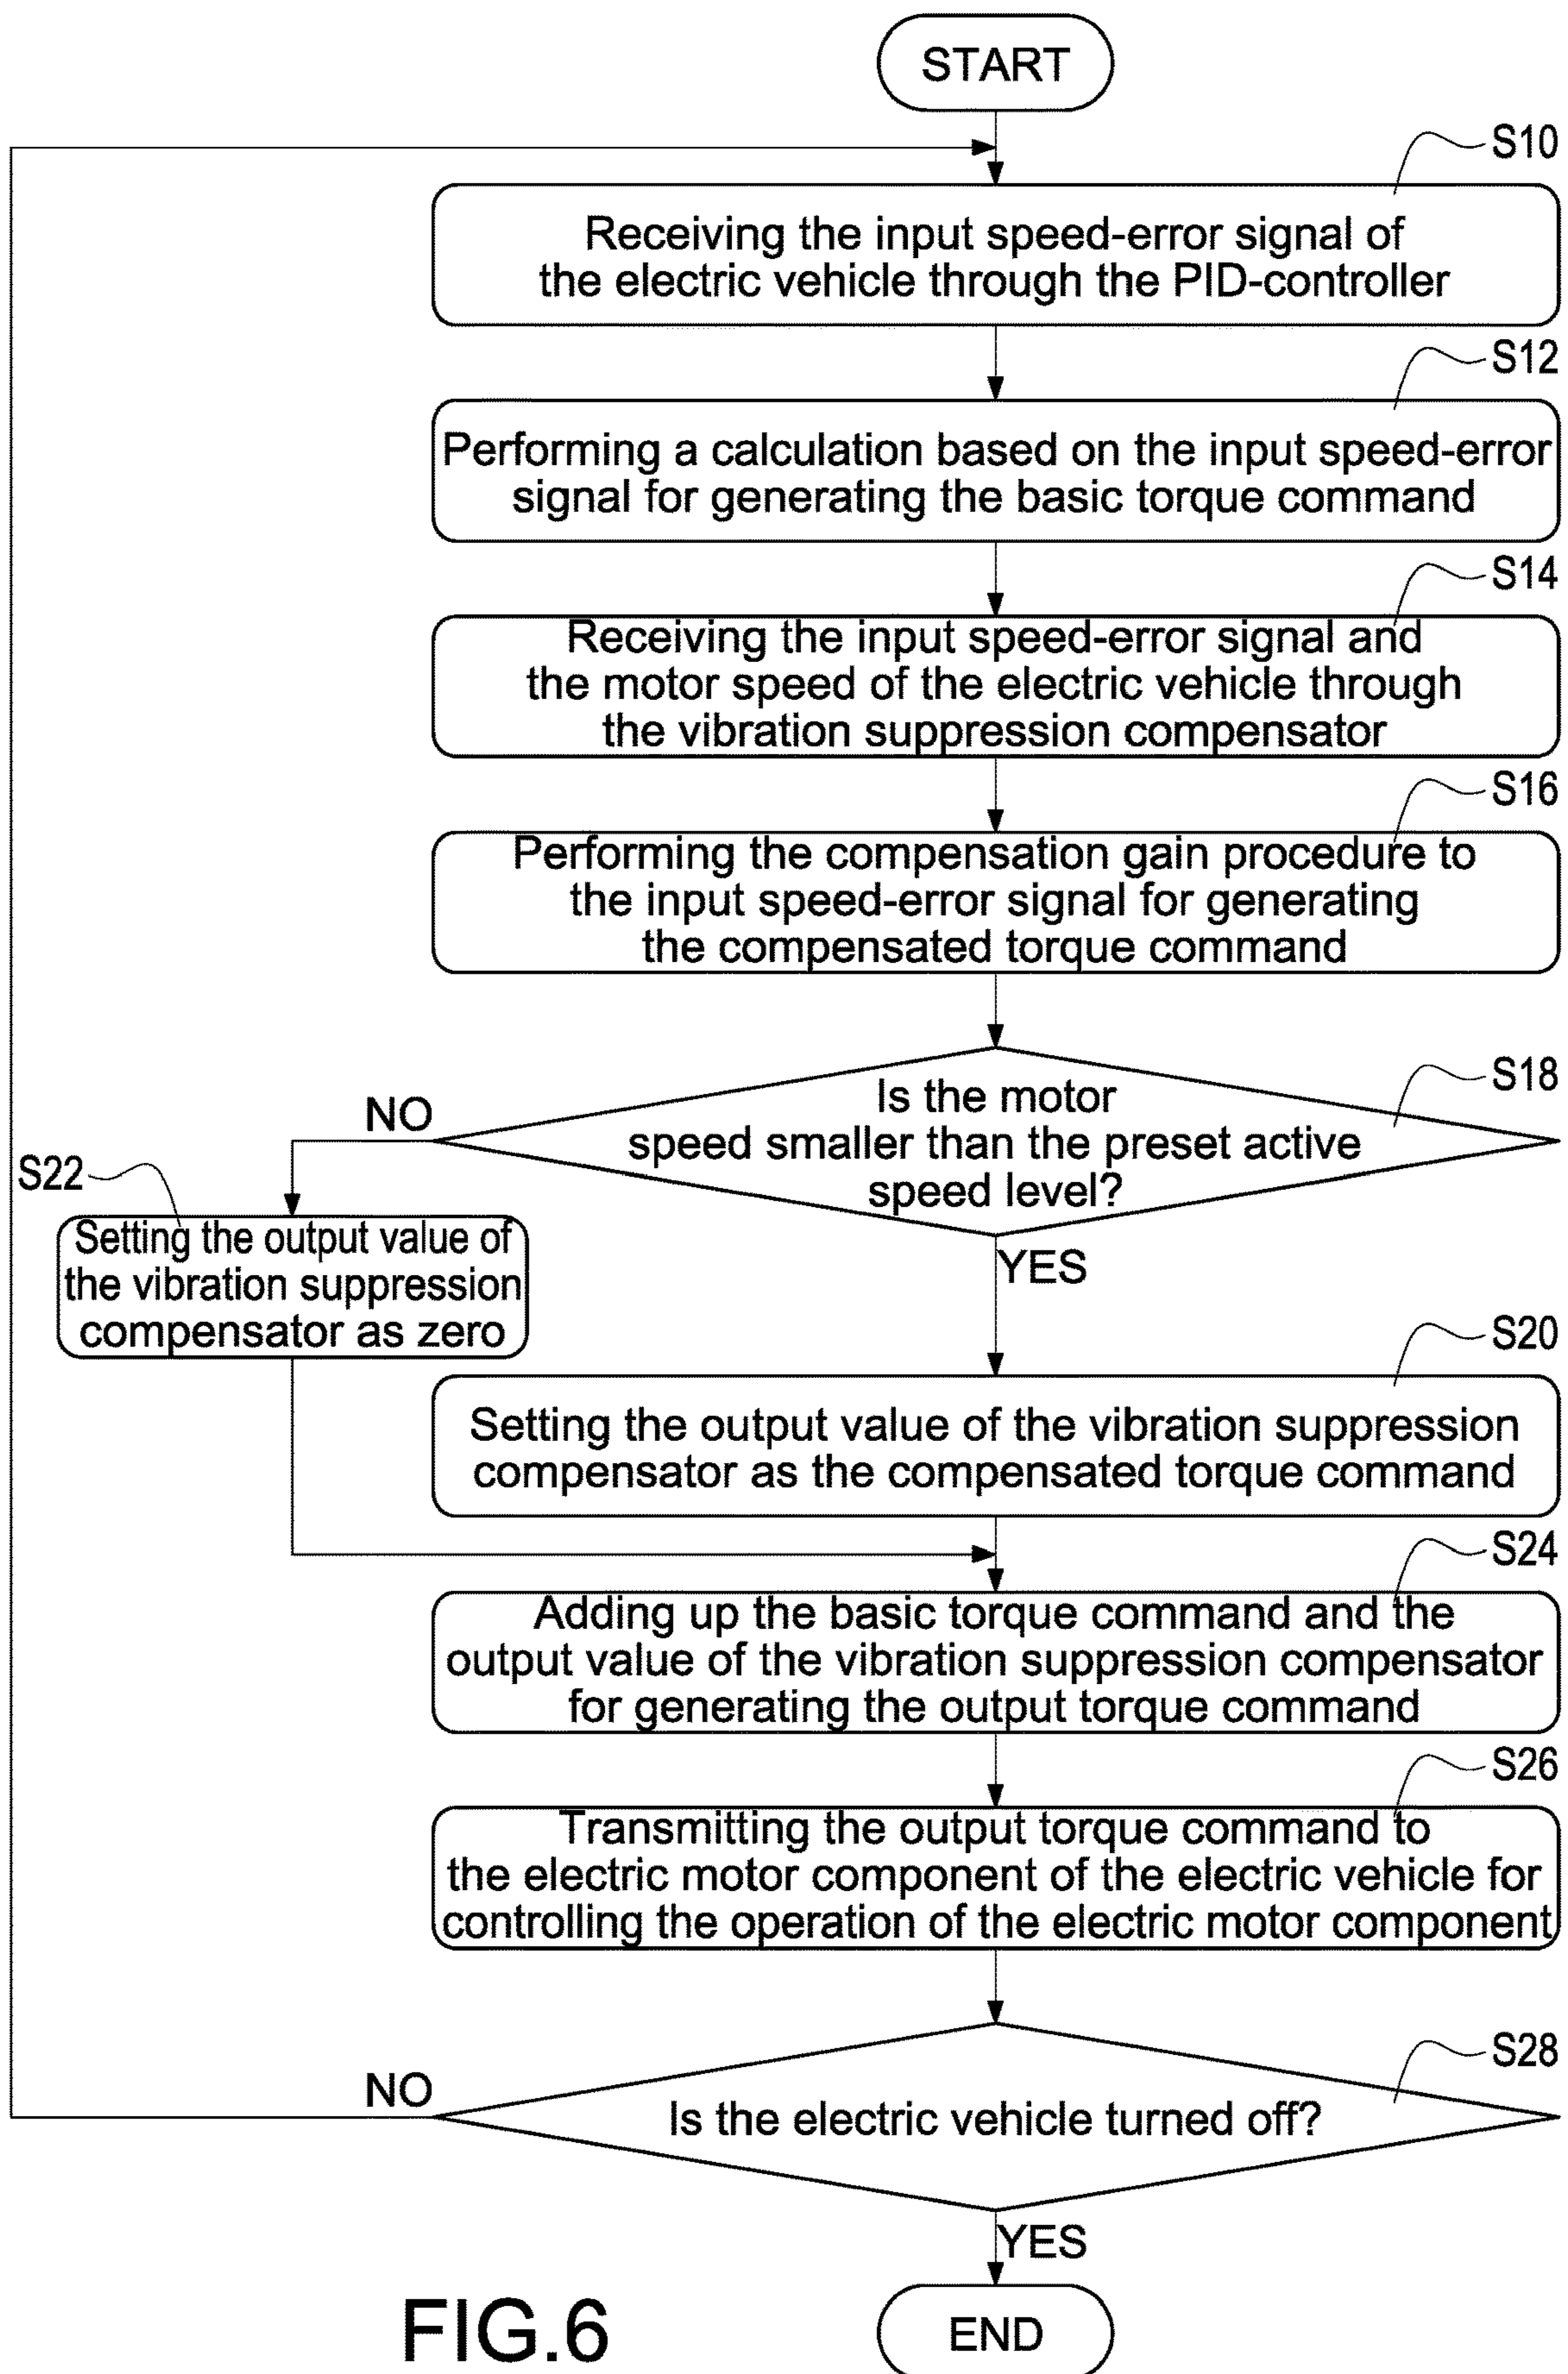 START
S10
Receiving the input speed-error signal of
the electric vehicle through the PID-controller
S12
Performing a calculation based on the input speed-error
signal for generating the basic torque command
S14
Receiving the input speed-error signal and
the motor speed of the electric vehicle through
the vibration suppression compensator
S16
Performing the compensation gain procedure to
the input speed-error signal for generating
the compensated torque command
S18
Is the motor
speed smaller than the preset active
speed level?
NO
S22
Setting the output value of
the vibration suppression
compensator as zero
YES
S20
Setting the output value of the vibration suppression
compensator as the compensated torque command
S24
Adding up the basic torque command and the
output value of the vibration suppression compensator
for generating the output torque command
S26
Transmitting the output torque command to
the electric motor component of the electric vehicle for
controlling the operation of the electric motor component
S28
Is the electric vehicle turned off?
NO
YES
END
FIG.6